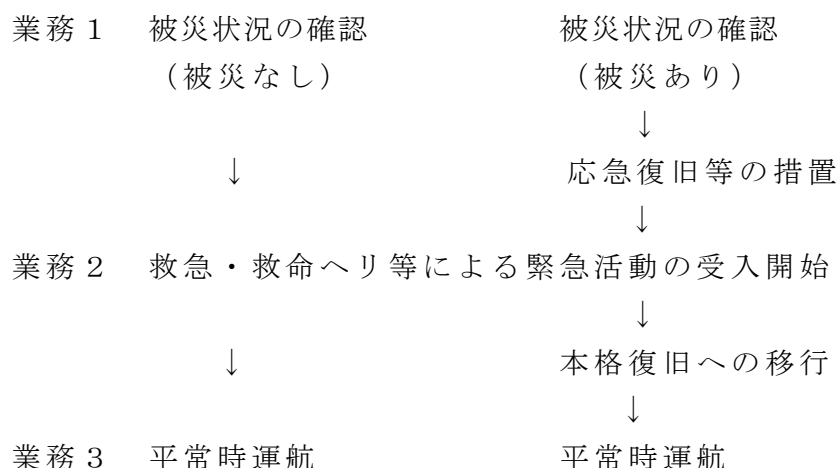 業務１　被災状況の確認　被災状況の確認
（被災なし）　（被災あり）
↓
↓　応急復旧等の措置
↓
業務２　救急・救命ヘリ等による緊急活動の受入開始
↓
↓　本格復旧への移行
↓
業務３　平常時運航　平常時運航